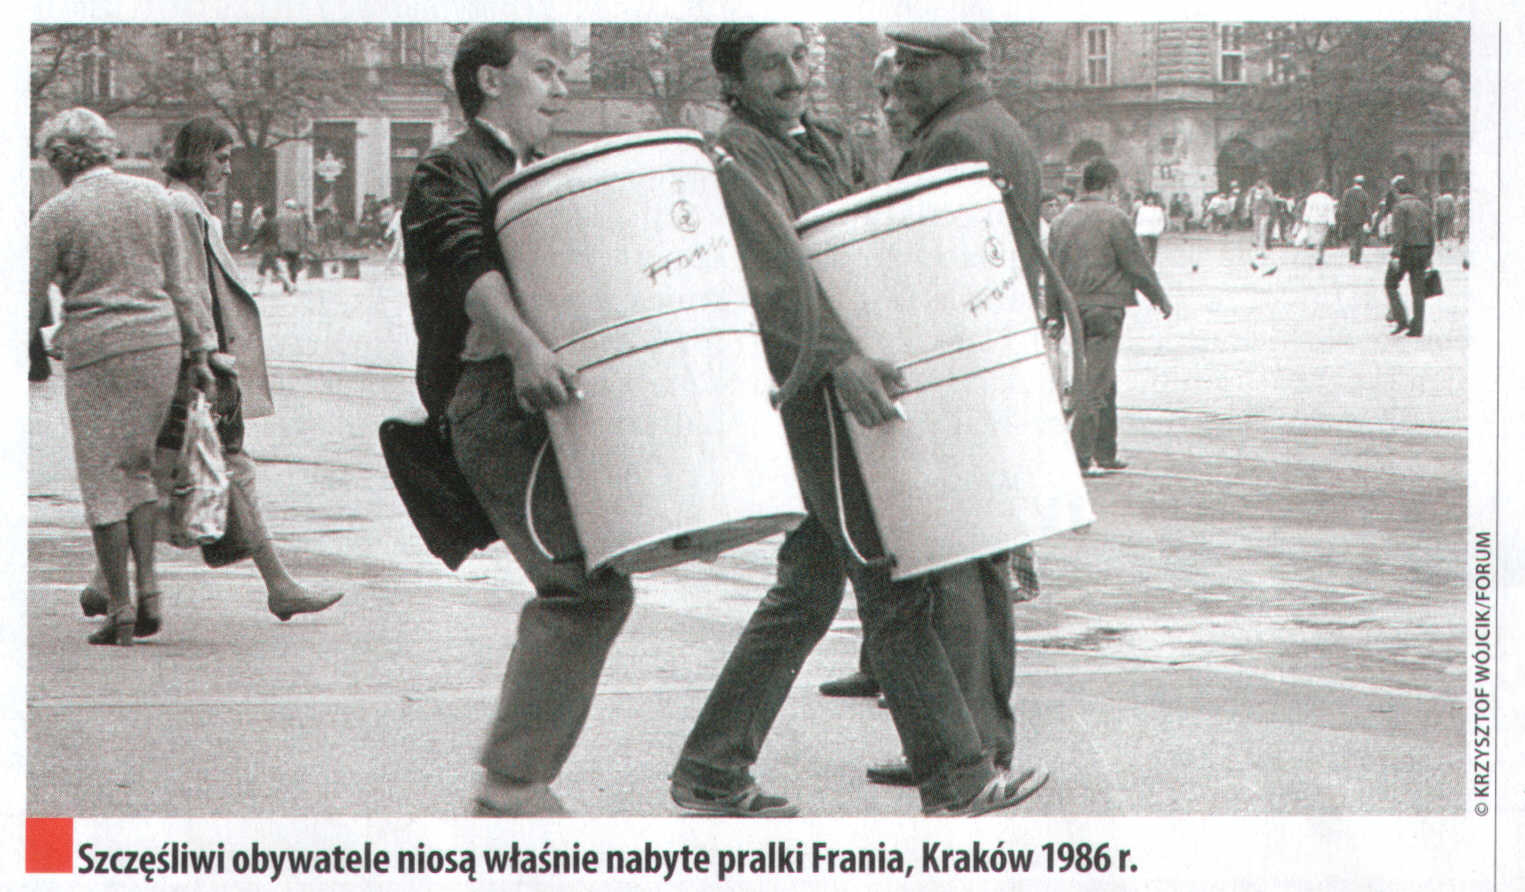 Frania
Frania
© KRZYSZTOF WÓJCIK/FORUM
Szczęśliwi obywatele niosą właśnie nabyte pralki Frania, Kraków 1986 r.